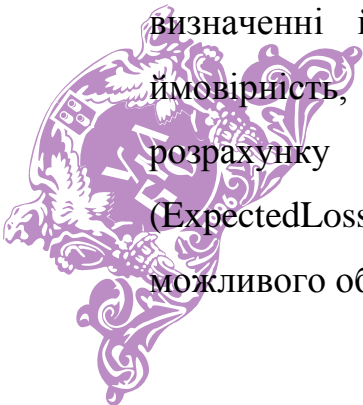 визначенні і
ймовірність,
розрахунку
(ExpectedLoss
можливого об